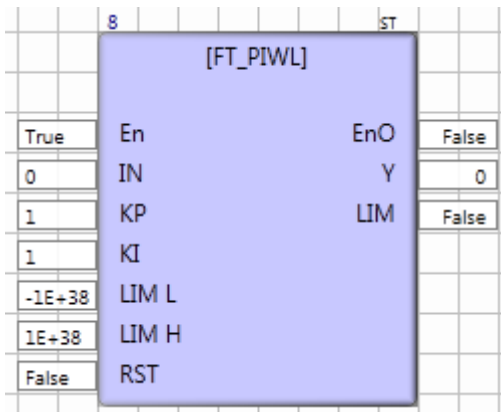 8 ST
[FT_PIWL]
True En EnO False
0 IN Y 0
1 KP LIM False
1 KI
-1E+38 LIM L
1E+38 LIM H
False RST